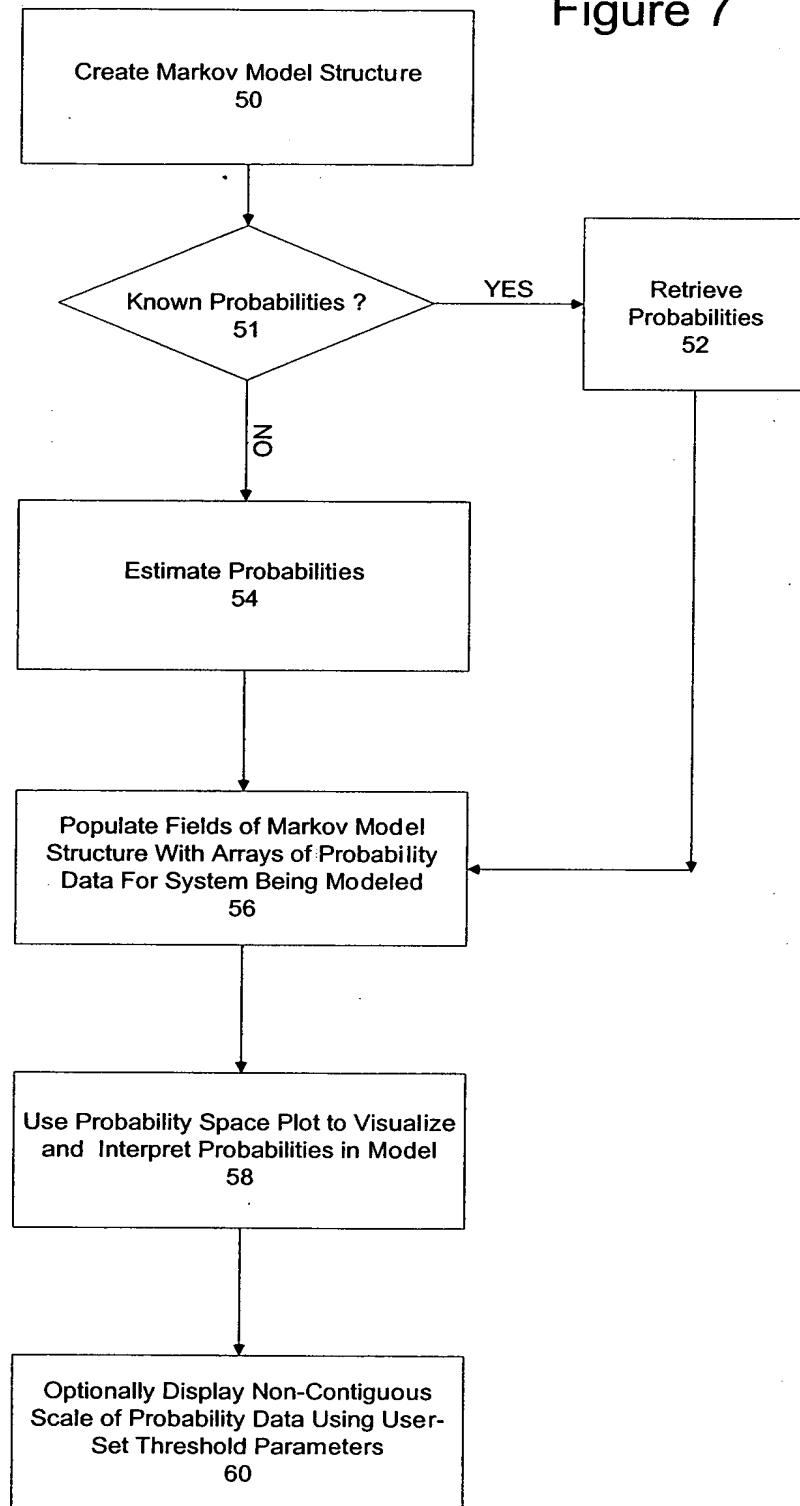 Figure 7
Create Markov Model Structure
50
Known Probabilities ?
51
YES
Retrieve
Probabilities
52
NO
Estimate Probabilities
54
Populate Fields of Markov Model
Structure With Arrays of Probability
Data For System Being Modeled
56
Use Probability Space Plot to Visualize
and Interpret Probabilities in Model
58
Optionally Display Non-Contiguous
Scale of Probability Data Using User-
Set Threshold Parameters
60